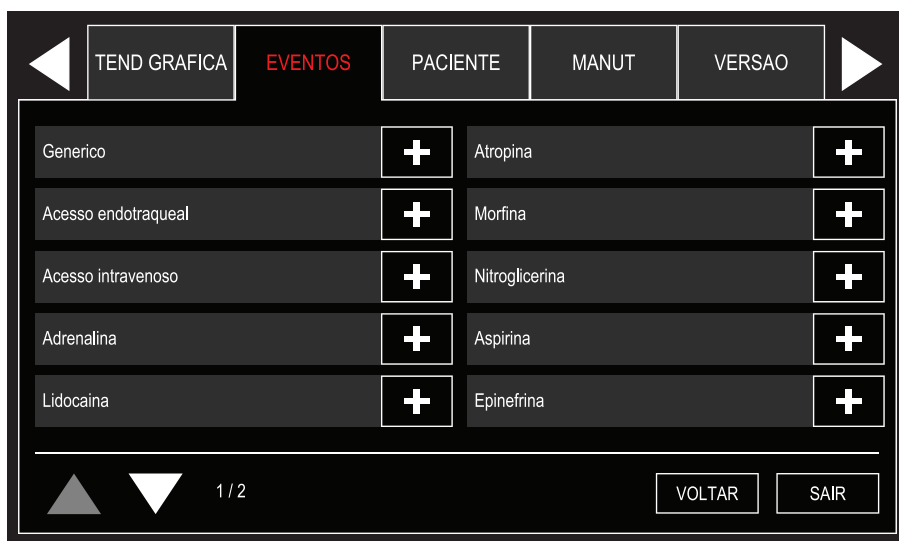 TEND GRAFICA
EVENTOS
PACIENTE
MANUT
VERSAO
Generico
Atropina
Acesso endotraqueal
Morfina
Acesso intravenoso
Nitroglicerina
Adrenalina
Aspirina
Lidocaina
Epinefrina
1 / 2
VOLTAR
SAIR